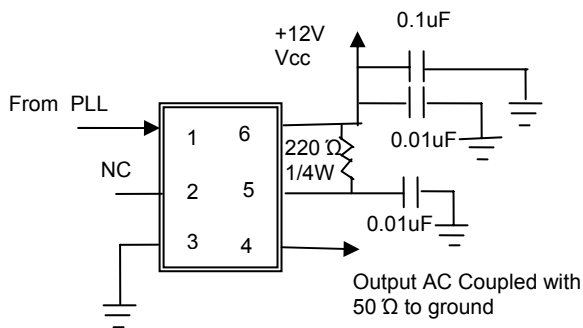 0.1uF
+12V
Vcc
From PLL
1
6
0.01uF
220 Ώ
1/4W
NC
2
5
0.01uF
3
4
Output AC Coupled with
50 Ώ to ground